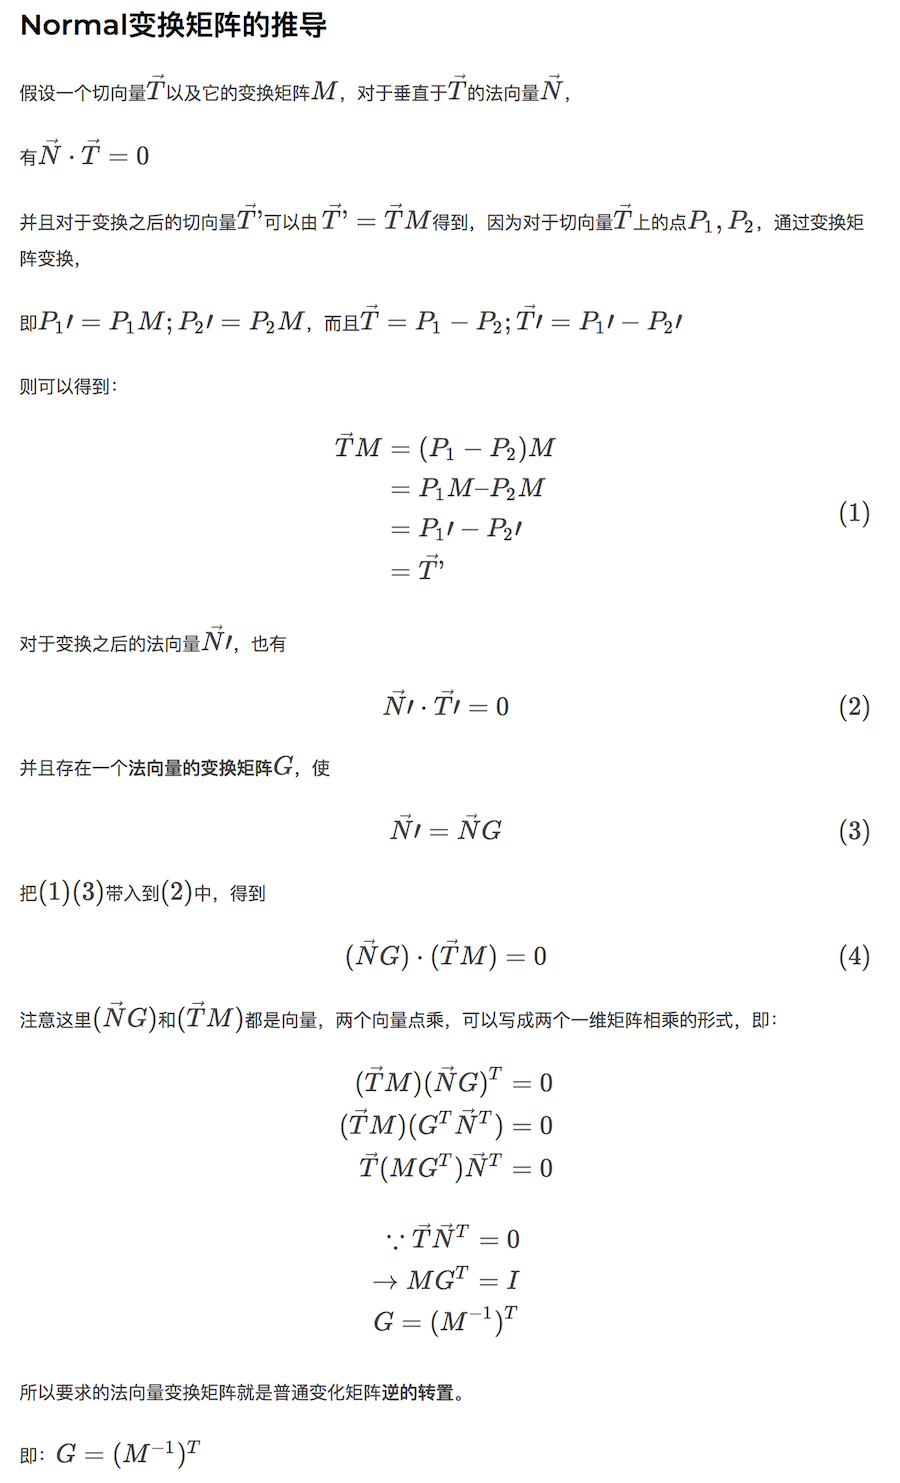 Normal变换矩阵的推导
假设一个切向量$\vec{T}$以及它的变换矩阵$M$，对于垂直于$\vec{T}$的法向量$\vec{N}$，
有$\vec{N} \cdot \vec{T} = 0$
并且对于变换之后的切向量$\vec{T}$’可以由$\vec{T}’ = \vec{T}M$得到，因为对于切向量$\vec{T}$上的点$P_1, P_2$，通过变换矩
阵变换，
即$P_1\prime = P_1M; P_2\prime = P_2M$，而且$\vec{T} = P_1 - P_2; \vec{T}\prime = P_1\prime - P_2\prime$
则可以得到：
$\vec{T}M = (P_1 - P_2)M$
$= P_1M – P_2M$
$= P_1\prime - P_2\prime$
$= \vec{T}’$
(1)
对于变换之后的法向量$\vec{N}\prime$，也有
$\vec{N}\prime \cdot \vec{T}\prime = 0$ (2)
并且存在一个法向量的变换矩阵$G$，使
$\vec{N}\prime = \vec{N}G$ (3)
把(1)(3)带入到(2)中，得到
$(\vec{N}G) \cdot (\vec{T}M) = 0$ (4)
注意这里$(\vec{N}G)$和$(\vec{T}M)$都是向量，两个向量点乘，可以写成两个一维矩阵相乘的形式，即：
$(\vec{T}M)(\vec{N}G)^T = 0$
$(\vec{T}M)(G^T\vec{N}^T) = 0$
$\vec{T}(MG^T)\vec{N}^T = 0$
$\because \vec{T}\vec{N}^T = 0$
$\rightarrow MG^T = I$
$G = (M^{-1})^T$
所以要求的法向量变换矩阵就是普通变化矩阵逆的转置。
即：$G = (M^{-1})^T$